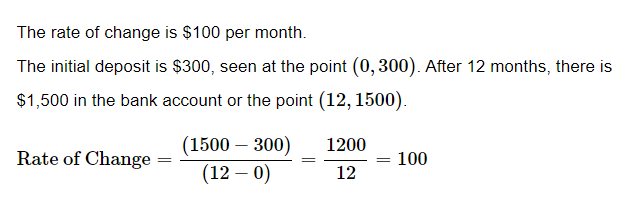 The rate of change is $100 per month.
The initial deposit is $300, seen at the point (0, 300). After 12 months, there is
$1,500 in the bank account or the point (12, 1500).
Rate of Change = (1500 − 300) / (12 − 0) = 1200 / 12 = 100